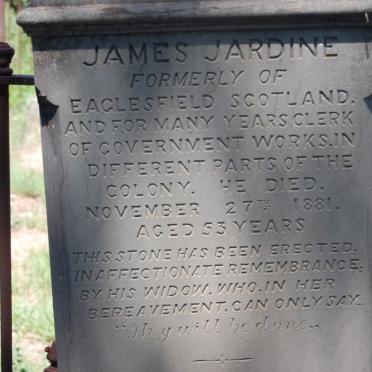 JAMES JARDINE
FORMERLY OF
EAGLESFIELD SCOTLAND.
AND FOR MANY YEARS CLERK
OF GOVERNMENT WORKS. IN
DIFFERENT PARTS OF THE
COLONY. HE DIED.
NOVEMBER 27TH 1881.
AGED 53 YEARS
THIS STONE HAS BEEN ERECTED.
IN AFFECTIONATE REMEMBRANCE;
BY HIS WIDOW. WHO. IN HER
BEREAVEMENT. CAN ONLY SAY_
"Thy will be done"